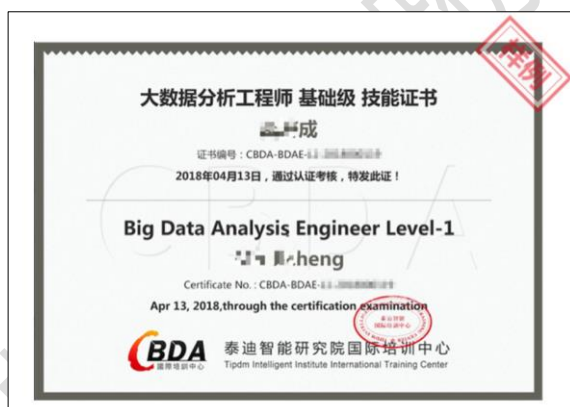 样例
大数据分析工程师 基础级 技能证书
成
证书编号：CBDA-BDAE-
2018年04月13日，通过认证考核，特发此证！
Big Data Analysis Engineer Level-1
cheng
Certificate No.: CBDA-BDAE-
Apr 13, 2018,through the certification examination
CBDA
泰迪智能研究院国际培训中心
Tipdm Intelligent Institute International Training Center